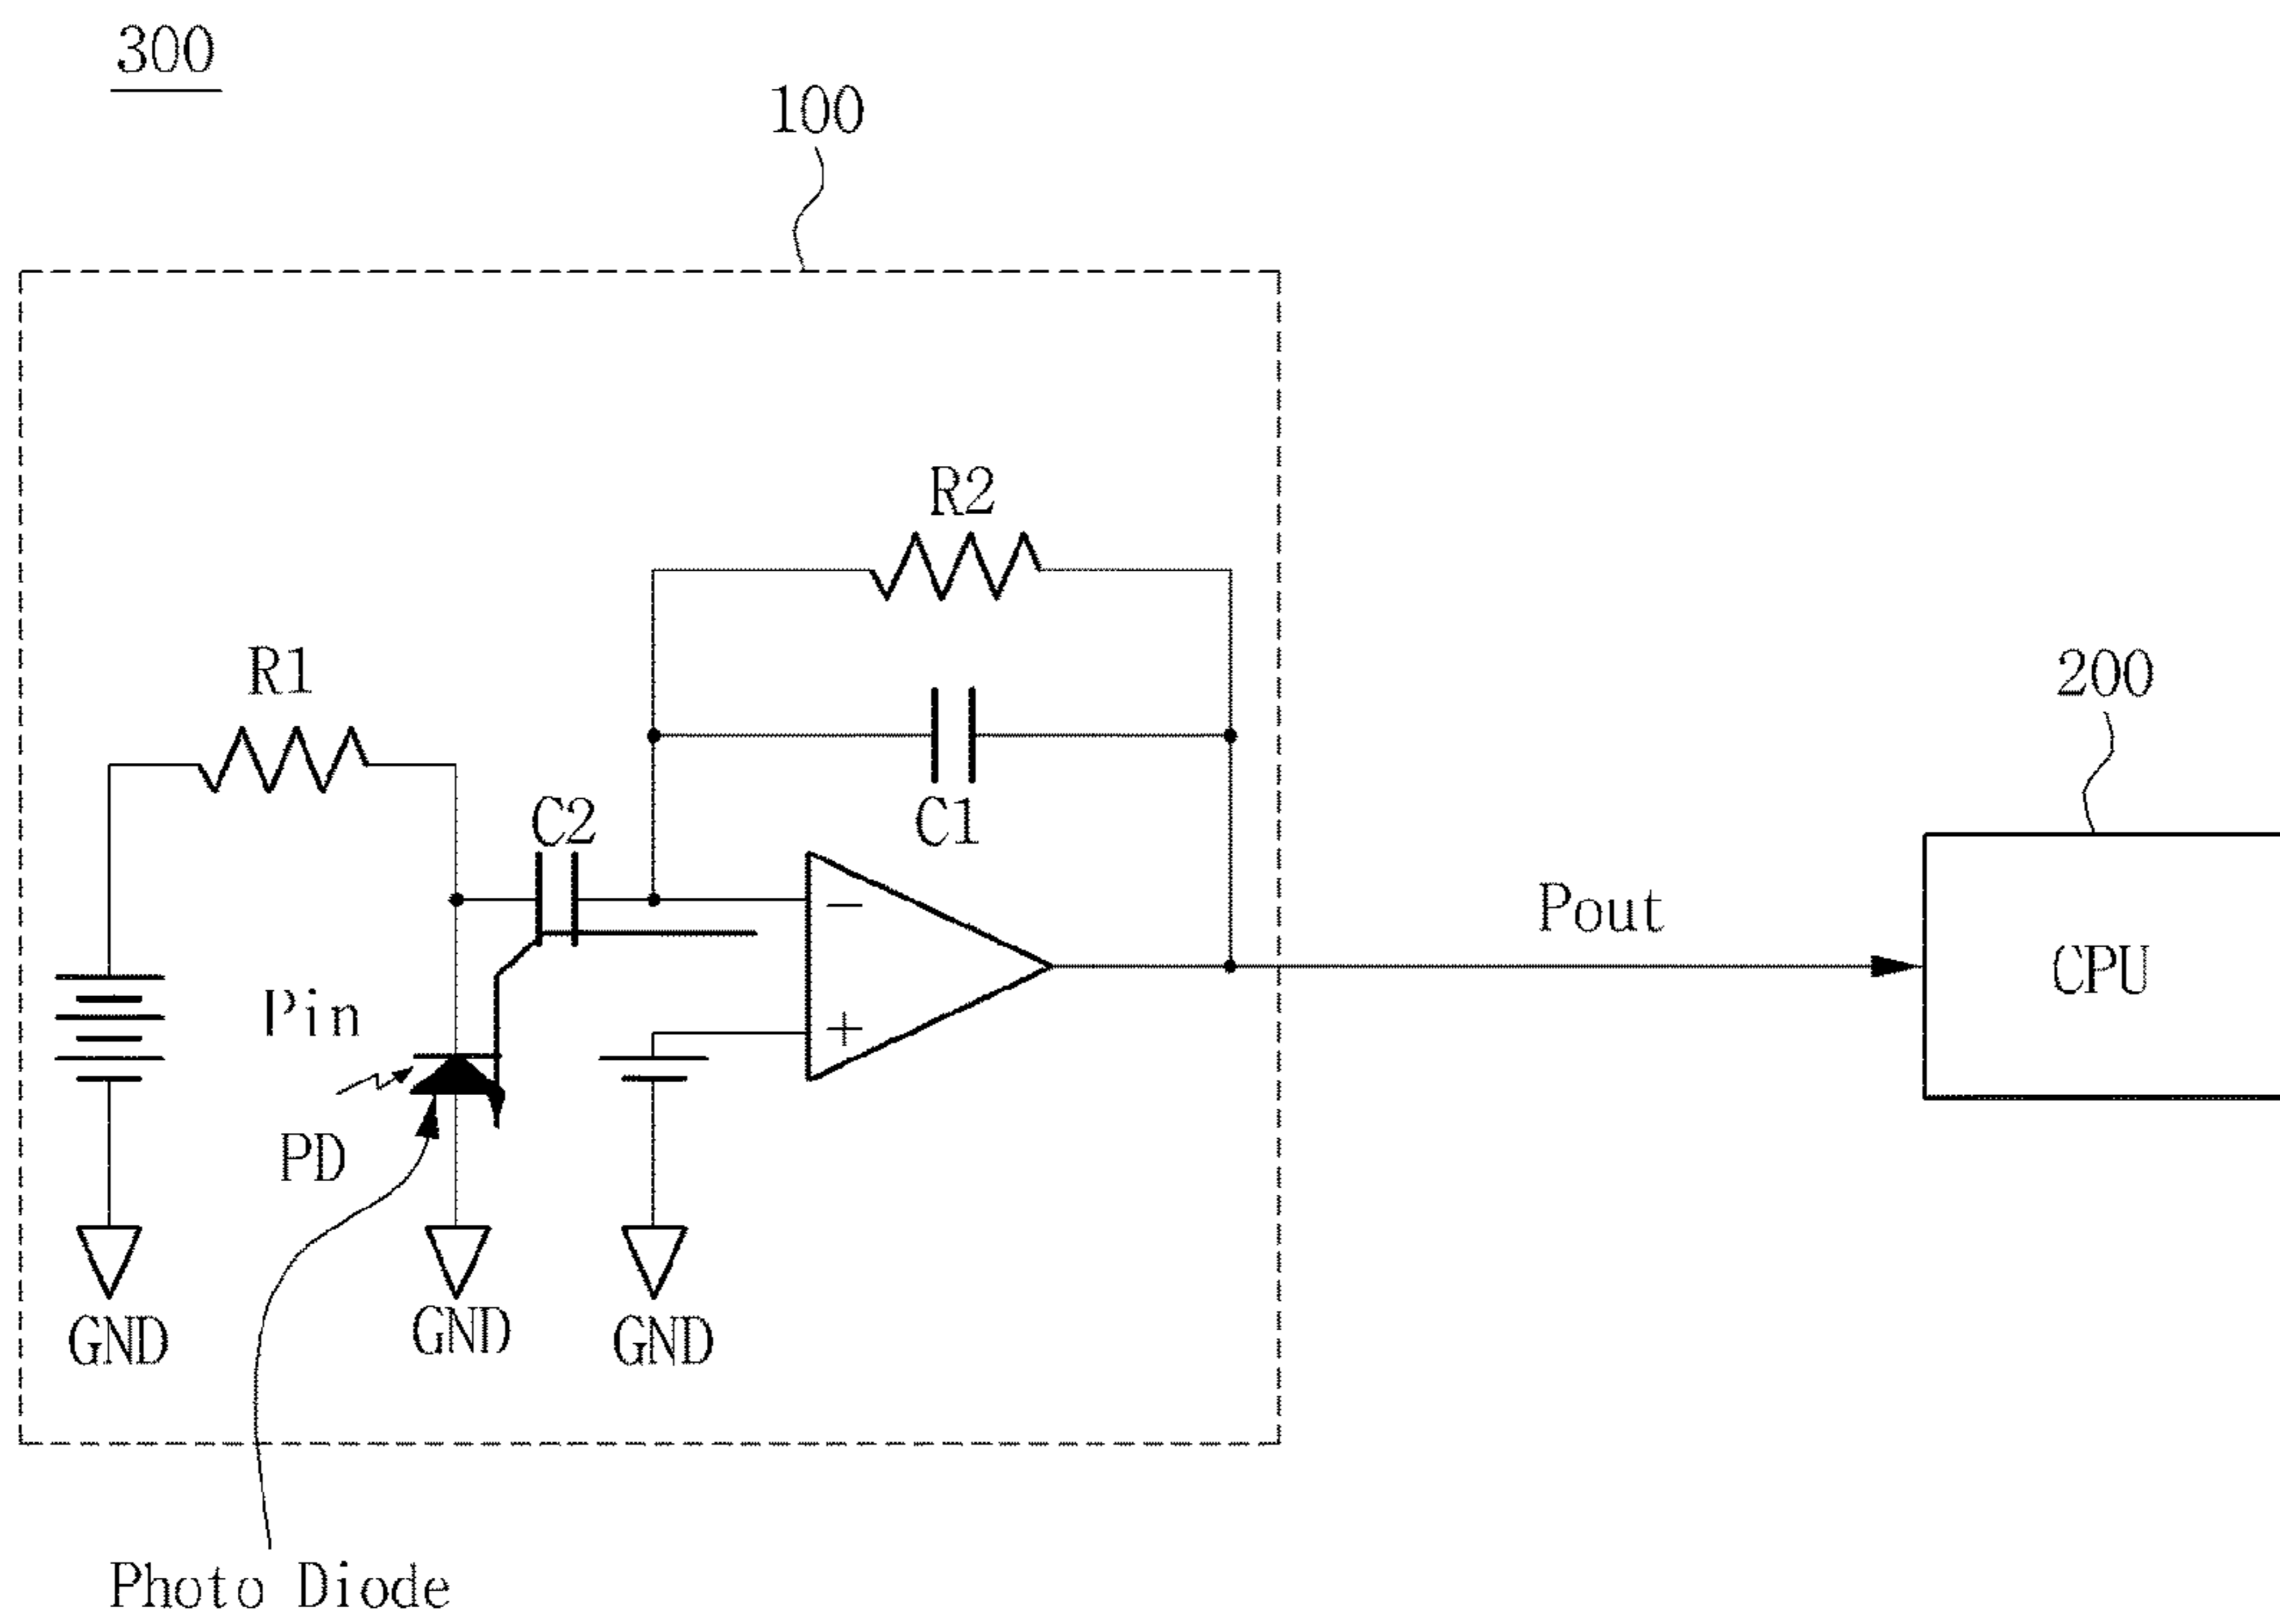 300
100
R2
R1
200
C2
C1
−
Pout
CPU
Pin
+
PD
GND
GND
GND
Photo Diode